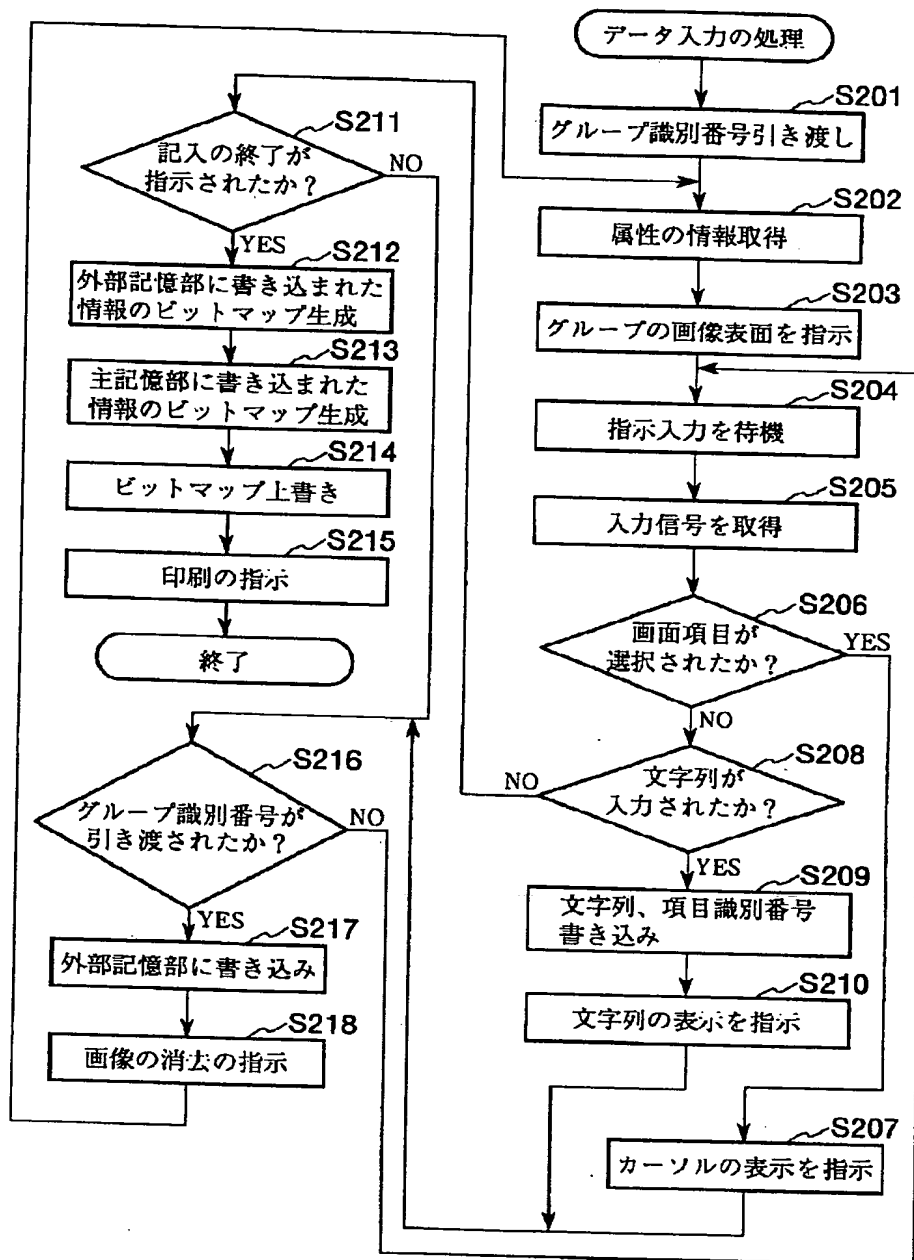 データ入力の処理
S201
グループ識別番号引き渡し
S202
属性の情報取得
S203
グループの画像表面を指示
S204
指示入力を待機
S205
入力信号を取得
S206
画面項目が
選択されたか?
YES
NO
S208
文字列が
入力されたか?
NO
YES
S209
文字列、項目識別番号
書き込み
S210
文字列の表示を指示
S207
カーソルの表示を指示
S211
記入の終了が
指示されたか?
NO
YES
S212
外部記憶部に書き込まれた
情報のビットマップ生成
S213
主記憶部に書き込まれた
情報のビットマップ生成
S214
ビットマップ上書き
S215
印刷の指示
終了
S216
グループ識別番号が
引き渡されたか?
NO
YES
S217
外部記憶部に書き込み
S218
画像の消去の指示